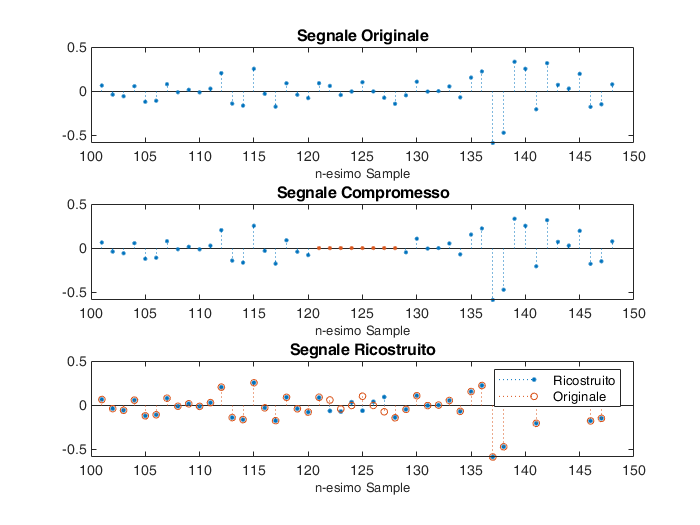 Segnale Originale
0.5
0
-0.5
100 105 110 115 120 125 130 135 140 145 150
n-esimo Sample
Segnale Compromesso
0.5
0
-0.5
100 105 110 115 120 125 130 135 140 145 150
n-esimo Sample
Segnale Ricostruito
0.5
Ricostruito
Originale
0
-0.5
100 105 110 115 120 125 130 135 140 145 150
n-esimo Sample